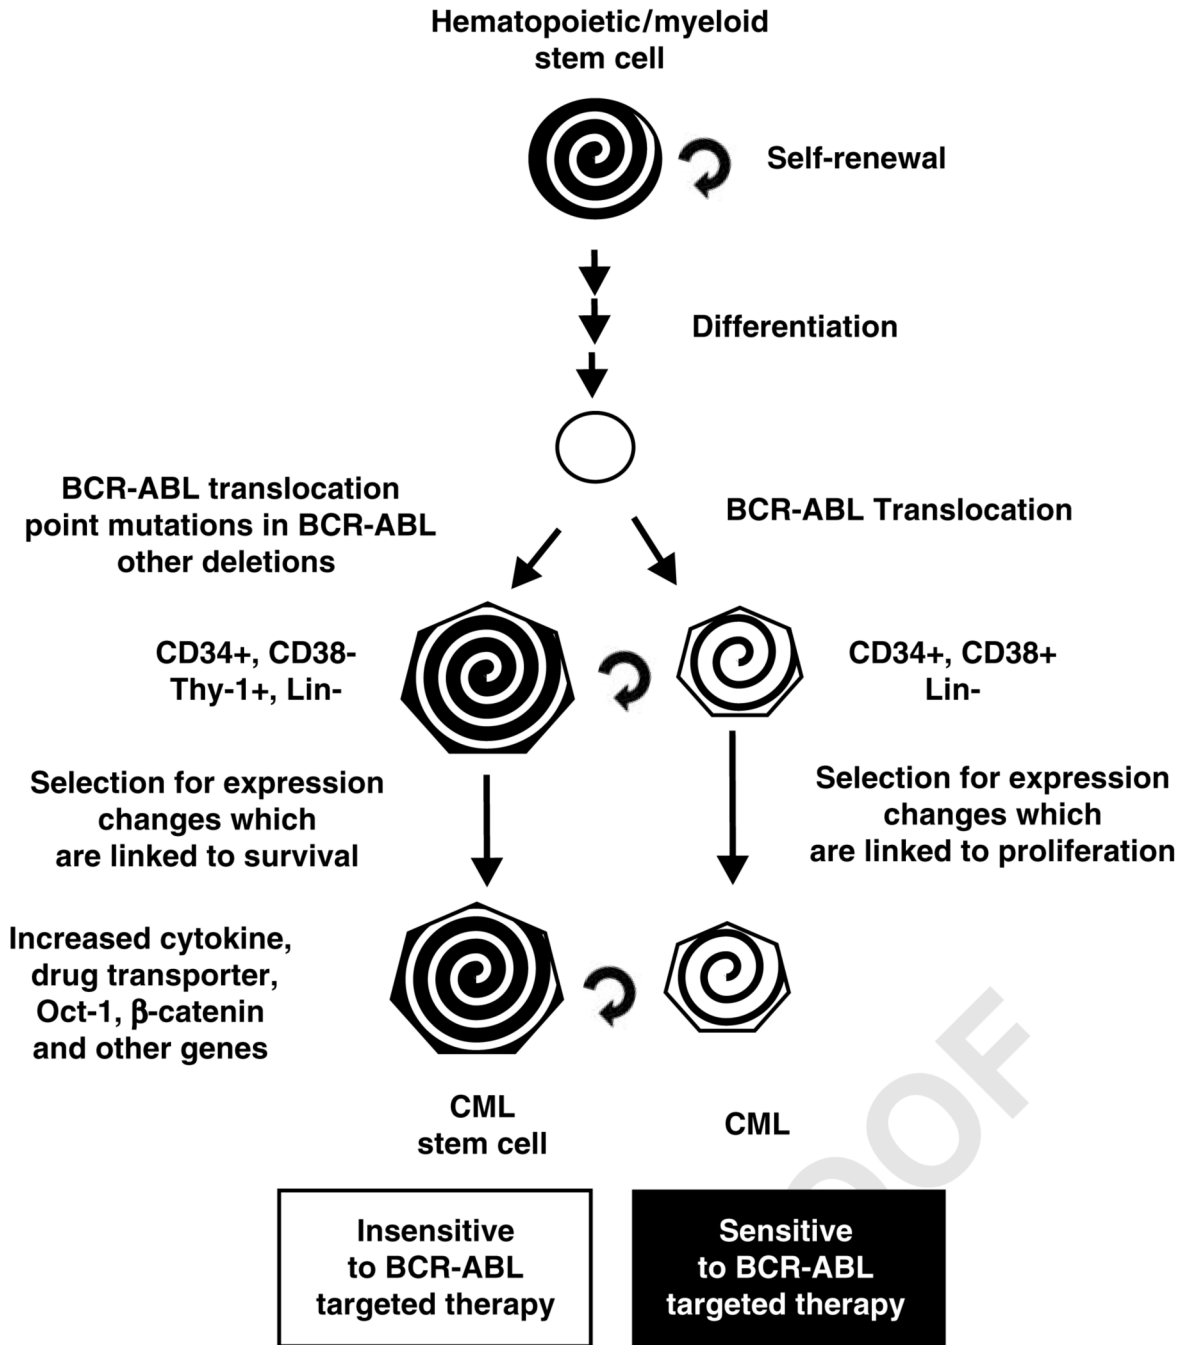 Hematopoietic/myeloid
stem cell
Self-renewal
Differentiation
BCR-ABL translocation
point mutations in BCR-ABL
other deletions
BCR-ABL Translocation
CD34+, CD38-
Thy-1+, Lin-
CD34+, CD38+
Lin-
Selection for expression
changes which
are linked to survival
Selection for expression
changes which
are linked to proliferation
Increased cytokine,
drug transporter,
Oct-1, β-catenin
and other genes
CML
stem cell
CML
Insensitive
to BCR-ABL
targeted therapy
Sensitive
to BCR-ABL
targeted therapy